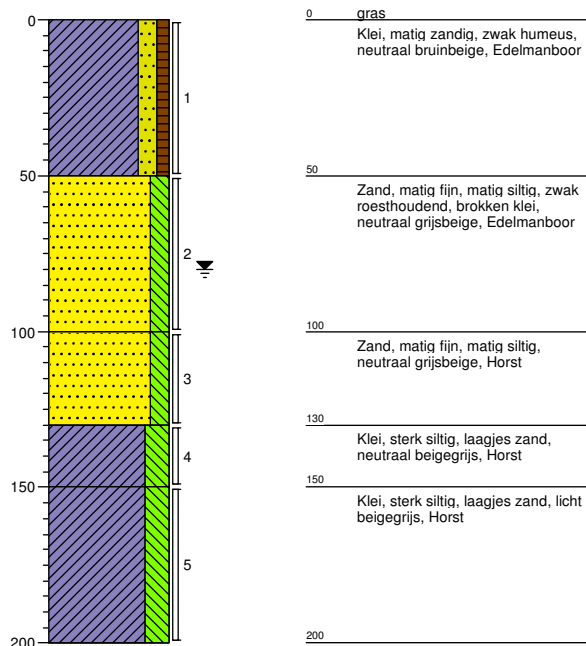 0
50
100
150
200
1
2
3
4
5
0
gras
Klei, matig zandig, zwak humeus,
neutraal bruinbeige, Edelmanboor
50
Zand, matig fijn, matig siltig, zwak
roesthoudend, brokken klei,
neutraal grijsbeige, Edelmanboor
100
Zand, matig fijn, matig siltig,
neutraal grijsbeige, Horst
130
Klei, sterk siltig, laagjes zand,
neutraal beigegrijs, Horst
150
Klei, sterk siltig, laagjes zand, licht
beigegrijs, Horst
200